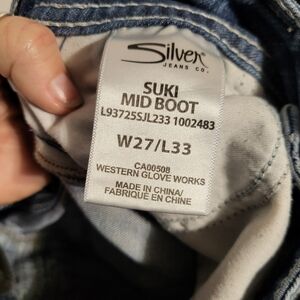 Silver
JEANS CO.
SUKI
MID BOOT
L93725SJL233 1002483
W27/L33
CA00508
WESTERN GLOVE WORKS
MADE IN CHINA/
FABRIQUÉ EN CHINE